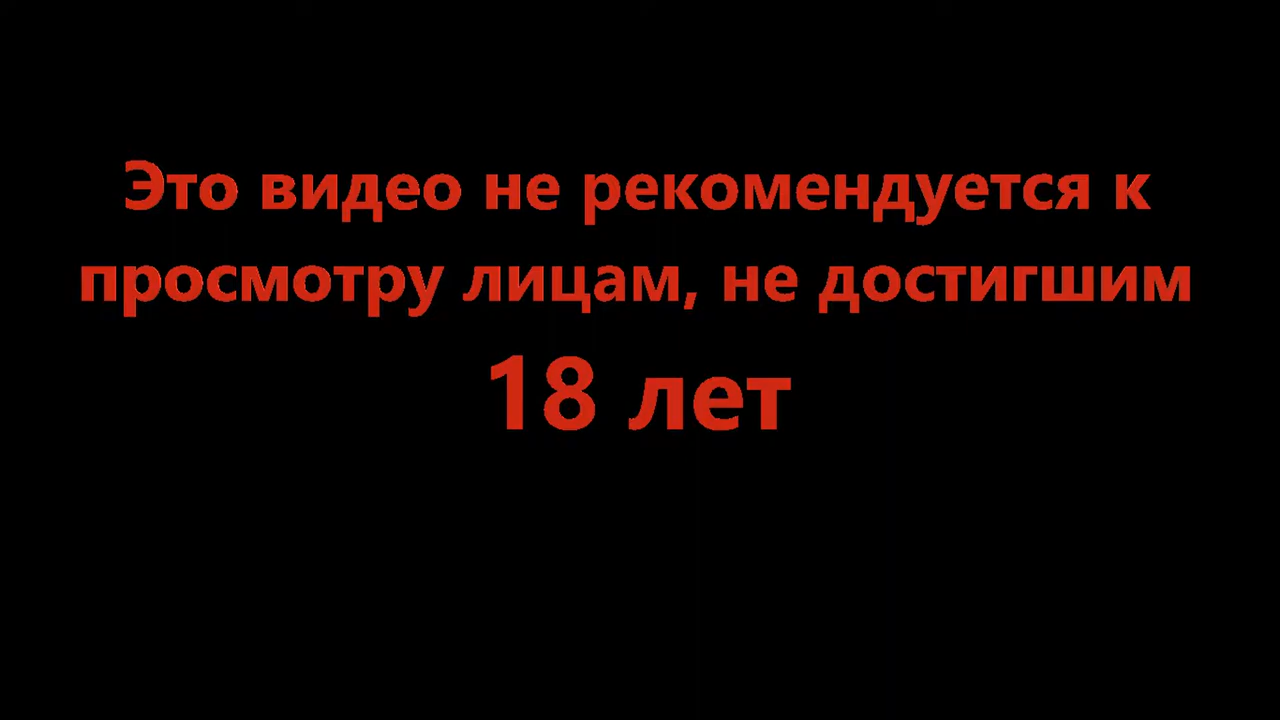 Это видео не рекомендуется к
просмотру лицам, не достигшим
18 лет